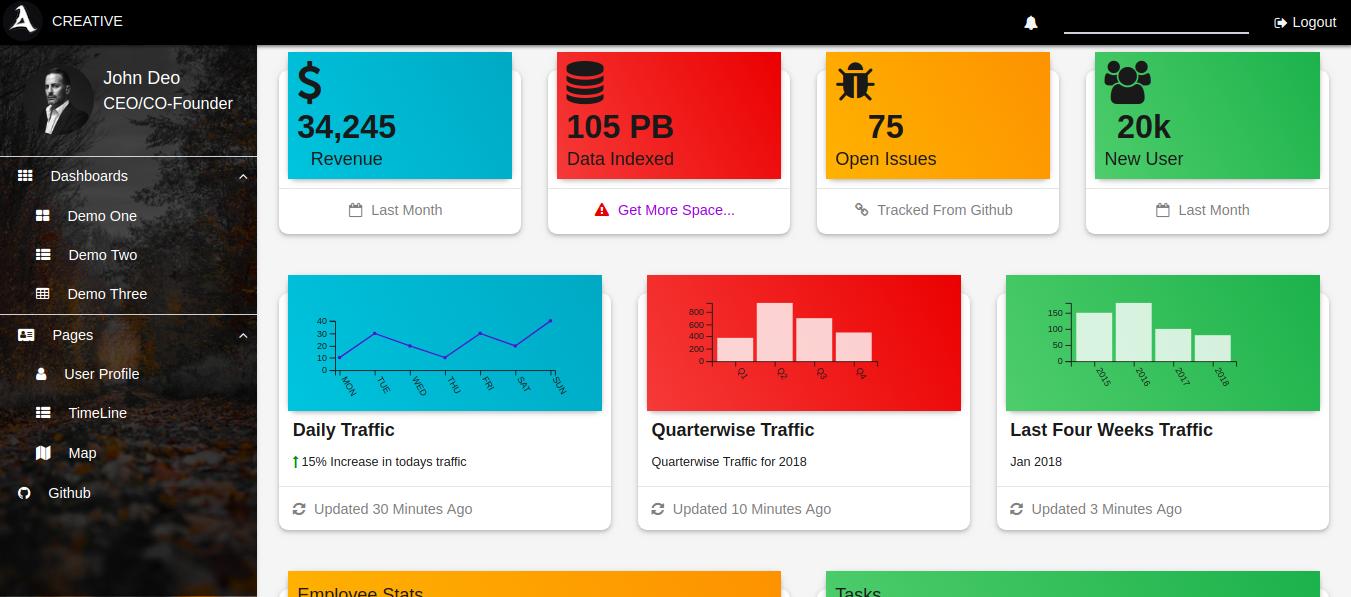 CREATIVE
Logout
John Deo
CEO/CO-Founder
Dashboards
Demo One
Demo Two
Demo Three
Pages
User Profile
TimeLine
Map
Github
34,245
Revenue
Last Month
105 PB
Data Indexed
Get More Space...
75
Open Issues
Tracked From Github
20k
New User
Last Month
40
30
20
10
0
MON TUE WED THU FRI SAT SUN
Daily Traffic
15% Increase in todays traffic
Updated 30 Minutes Ago
800
600
400
200
0
Q1 Q2 Q3 Q4
Quarterwise Traffic
Quarterwise Traffic for 2018
Updated 10 Minutes Ago
150
100
50
0
2015 2016 2017 2018
Last Four Weeks Traffic
Jan 2018
Updated 3 Minutes Ago
Employee Stats
Tasks